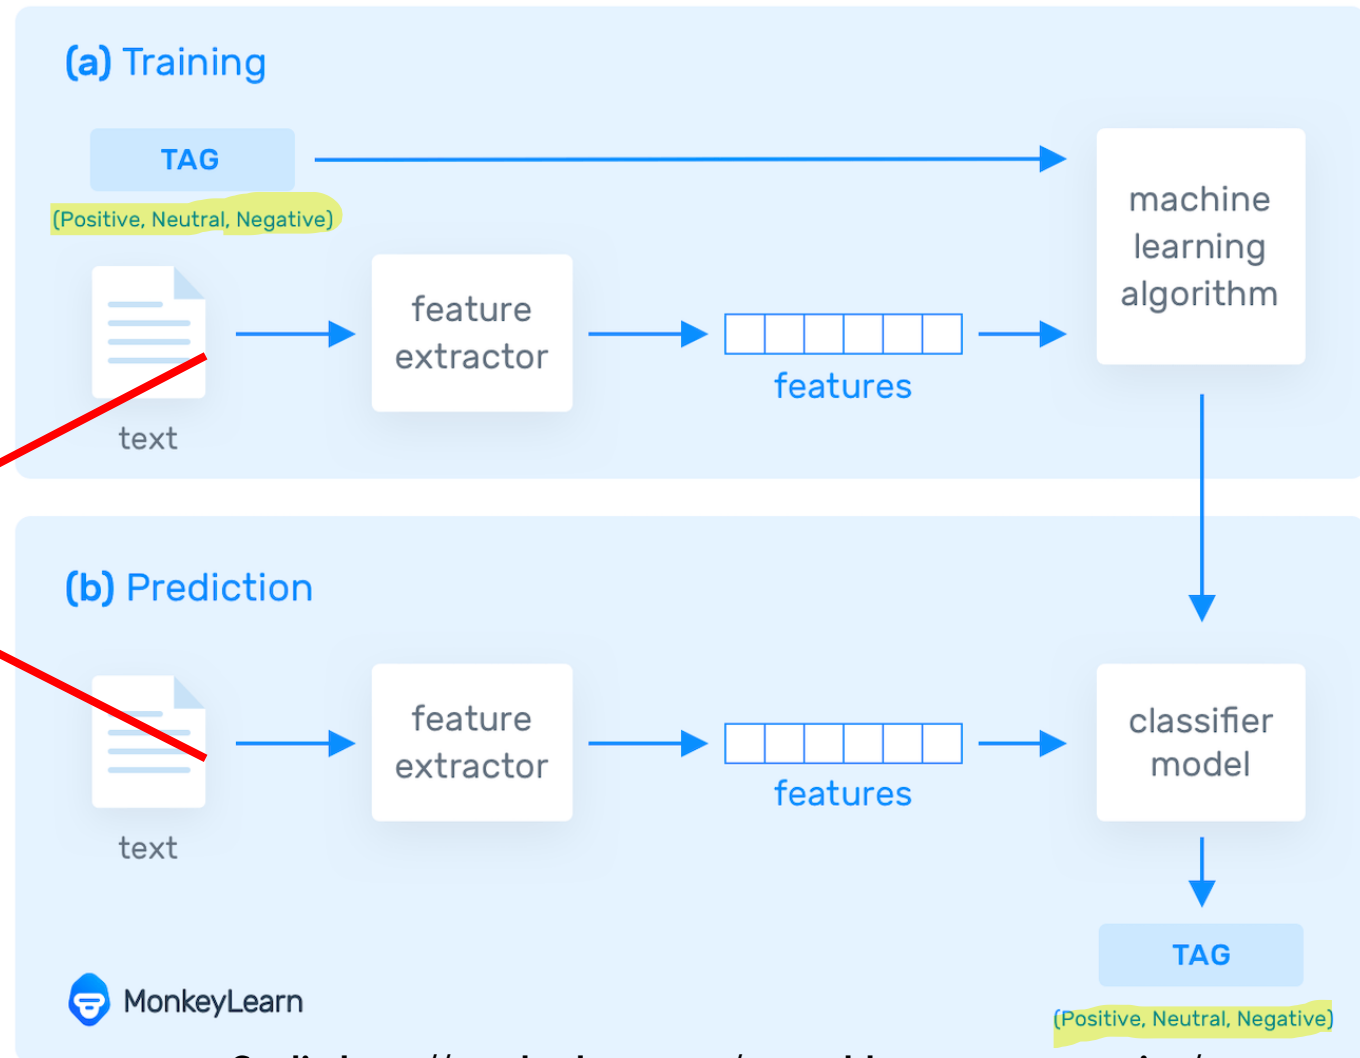 (a) Training
TAG
(Positive, Neutral, Negative)
text
feature
extractor
features
machine
learning
algorithm
(b) Prediction
text
feature
extractor
features
classifier
model
TAG
(Positive, Neutral, Negative)
MonkeyLearn